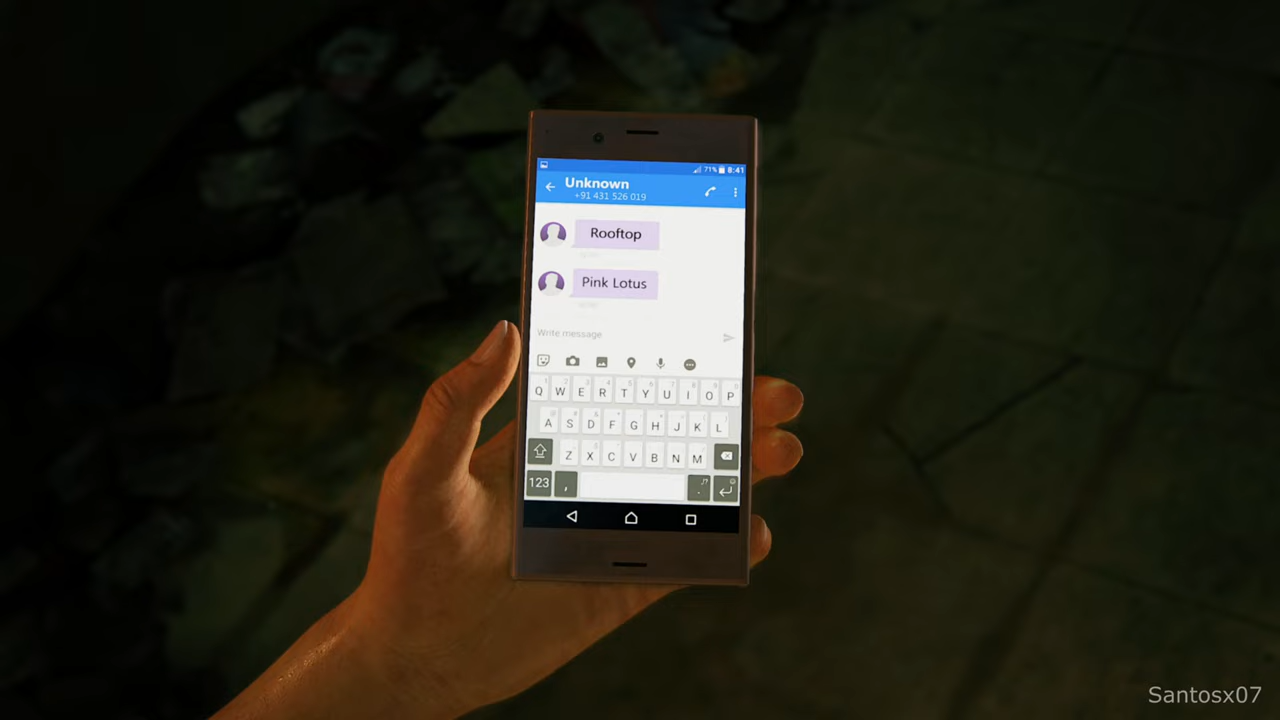 71% 8:41
Unknown
+91 431 526 019
Rooftop
Pink Lotus
Write message
Q W E R T Y U I O P
A S D F G H J K L
Z X C V B N M
123 , .
Santosx07